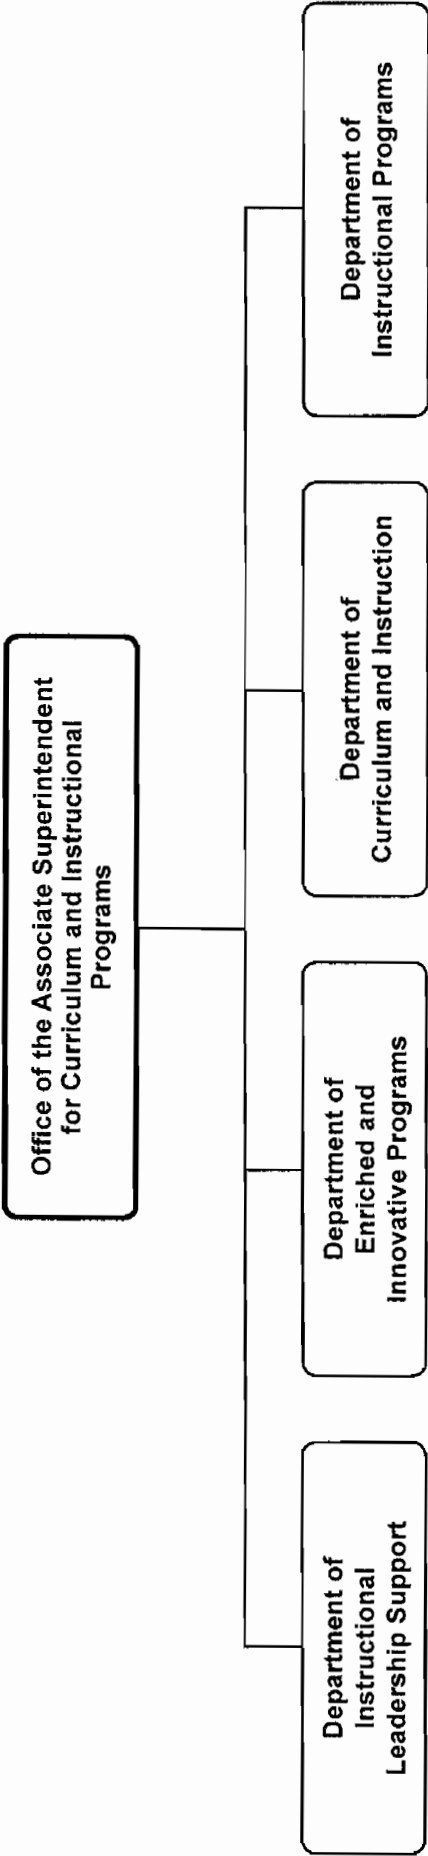 Office of the Associate Superintendent
for Curriculum and Instructional
Programs
Department of
Instructional
Leadership Support
Department of
Enriched and
Innovative Programs
Department of
Curriculum and Instruction
Department of
Instructional Programs